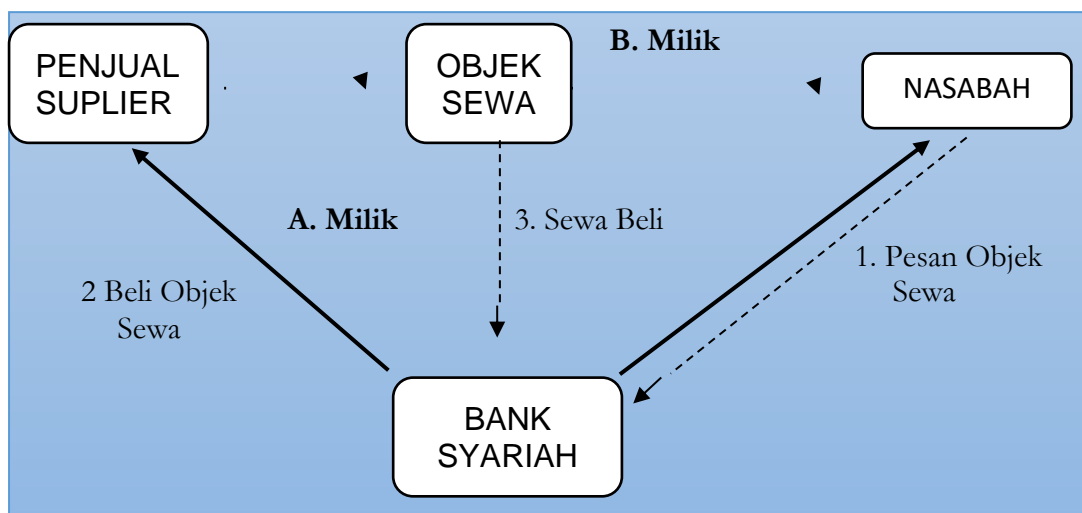 PENJUAL
SUPLIER
OBJEK
SEWA
B. Milik
NASABAH
A. Milik
3. Sewa Beli
1. Pesan Objek
Sewa
2 Beli Objek
Sewa
BANK
SYARIAH